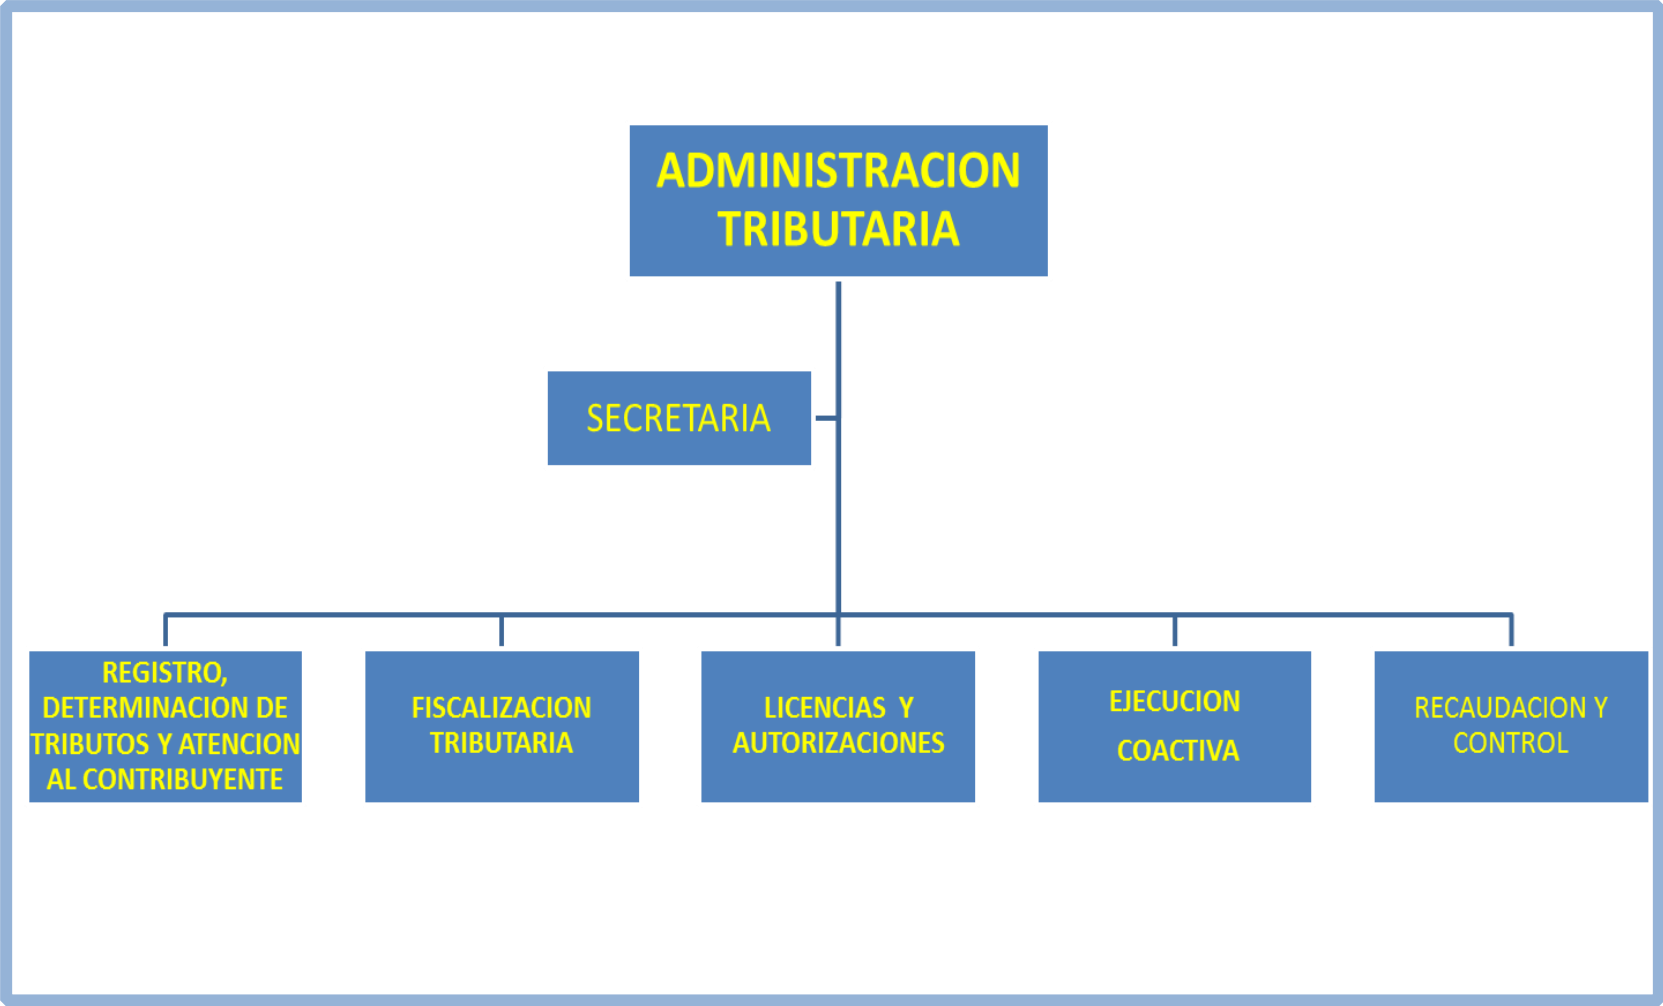 ADMINISTRACION
TRIBUTARIA
SECRETARIA
REGISTRO,
DETERMINACION DE
TRIBUTOS Y ATENCION
AL CONTRIBUYENTE
FISCALIZACION
TRIBUTARIA
LICENCIAS Y
AUTORIZACIONES
EJECUCION
COACTIVA
RECAUDACION Y
CONTROL